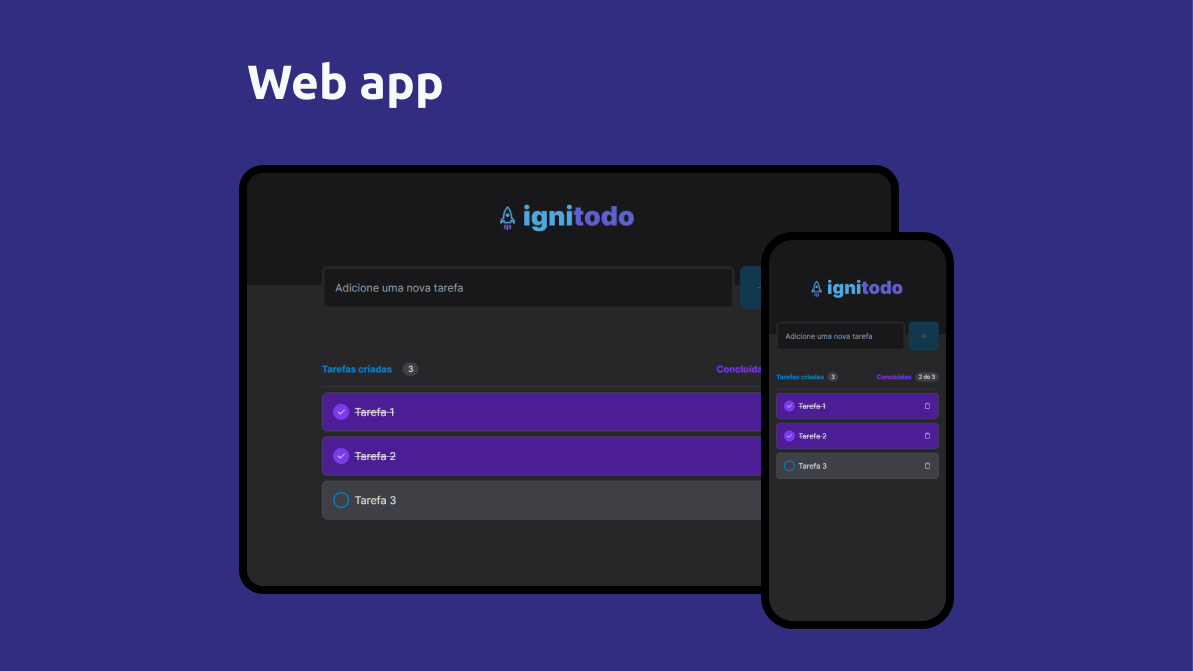 Web app
ignitodo
Adicione uma nova tarefa
Tarefas criadas 3
Tarefa 1
Tarefa 2
Tarefa 3
ignitodo
Adicione uma nova tarefa +
Tarefas criadas 3 Concluídas 2 de 3
Tarefa 1
Tarefa 2
Tarefa 3